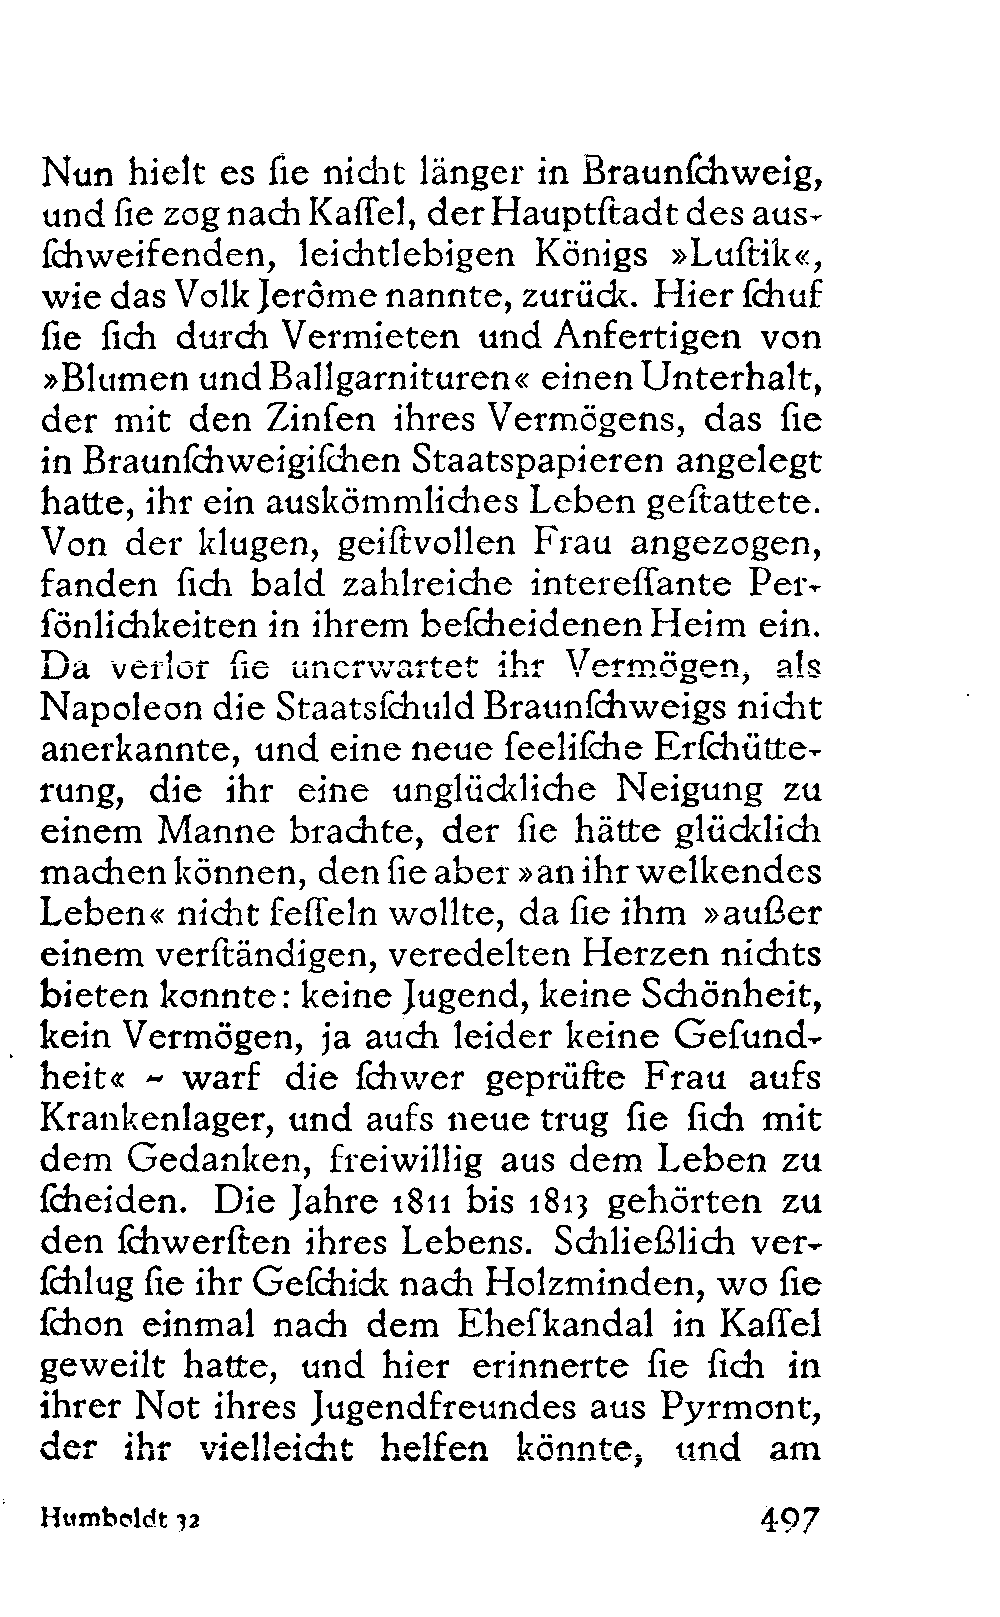 Nun hielt es ſie nicht länger in Braunſchweig,
und ſie zog nach Kaſſel, der Hauptſtadt des aus-
ſchweifenden, leichtlebigen Königs »Luſtik«,
wie das Volk Jerôme nannte, zurück. Hier ſchuf
ſie ſich durch Vermieten und Anfertigen von
»Blumen und Ballgarnituren« einen Unterhalt,
der mit den Zinſen ihres Vermögens, das ſie
in Braunſchweigiſchen Staatspapieren angelegt
hatte, ihr ein auskömmliches Leben geſtattete.
Von der klugen, geiſtvollen Frau angezogen,
fanden ſich bald zahlreiche intereſſante Per-
ſönlichkeiten in ihrem beſcheidenen Heim ein.
Da verlor ſie unerwartet ihr Vermögen, als
Napoleon die Staatsſchuld Braunſchweigs nicht
anerkannte, und eine neue ſeeliſche Erſchütte-
rung, die ihr eine unglückliche Neigung zu
einem Manne brachte, der ſie hätte glücklich
machen können, den ſie aber »an ihr welkendes
Leben« nicht feſſeln wollte, da ſie ihm »außer
einem verſtändigen, veredelten Herzen nichts
bieten konnte: keine Jugend, keine Schönheit,
kein Vermögen, ja auch leider keine Geſund-
heit« ~ warf die ſchwer geprüfte Frau aufs
Krankenlager, und aufs neue trug ſie ſich mit
dem Gedanken, freiwillig aus dem Leben zu
ſcheiden. Die Jahre 1811 bis 1813 gehörten zu
den ſchwerſten ihres Lebens. Schließlich ver-
ſchlug ſie ihr Geſchick nach Holzminden, wo ſie
ſchon einmal nach dem Eheſkandal in Kaſſel
geweilt hatte, und hier erinnerte ſie ſich in
ihrer Not ihres Jugendfreundes aus Pyrmont,
der ihr vielleicht helfen könnte, und am
Humboldt 32 497